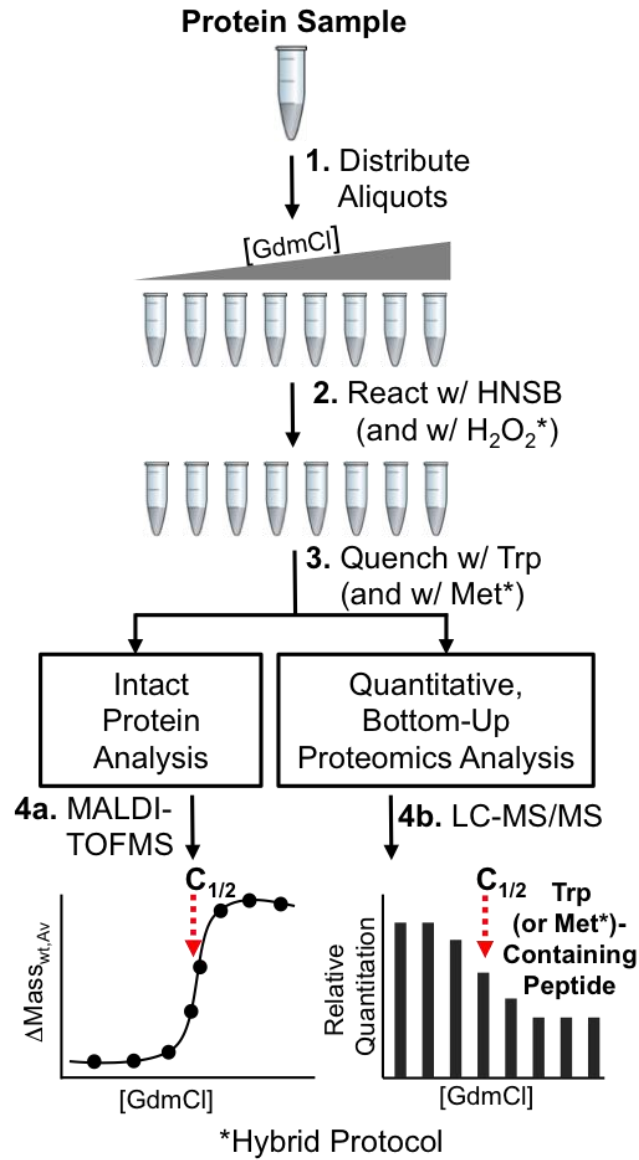 Protein Sample
1. Distribute
Aliquots
[GdmCl]
2. React w/ HNSB
(and w/ H₂O₂*)
3. Quench w/ Trp
(and w/ Met*)
Intact
Protein
Analysis
Quantitative,
Bottom-Up
Proteomics Analysis
4a. MALDI-
TOFMS
4b. LC-MS/MS
C₁/₂
ΔMass wt,Av
[GdmCl]
C₁/₂
Trp
(or Met*)-
Containing
Peptide
Relative
Quantitation
[GdmCl]
*Hybrid Protocol